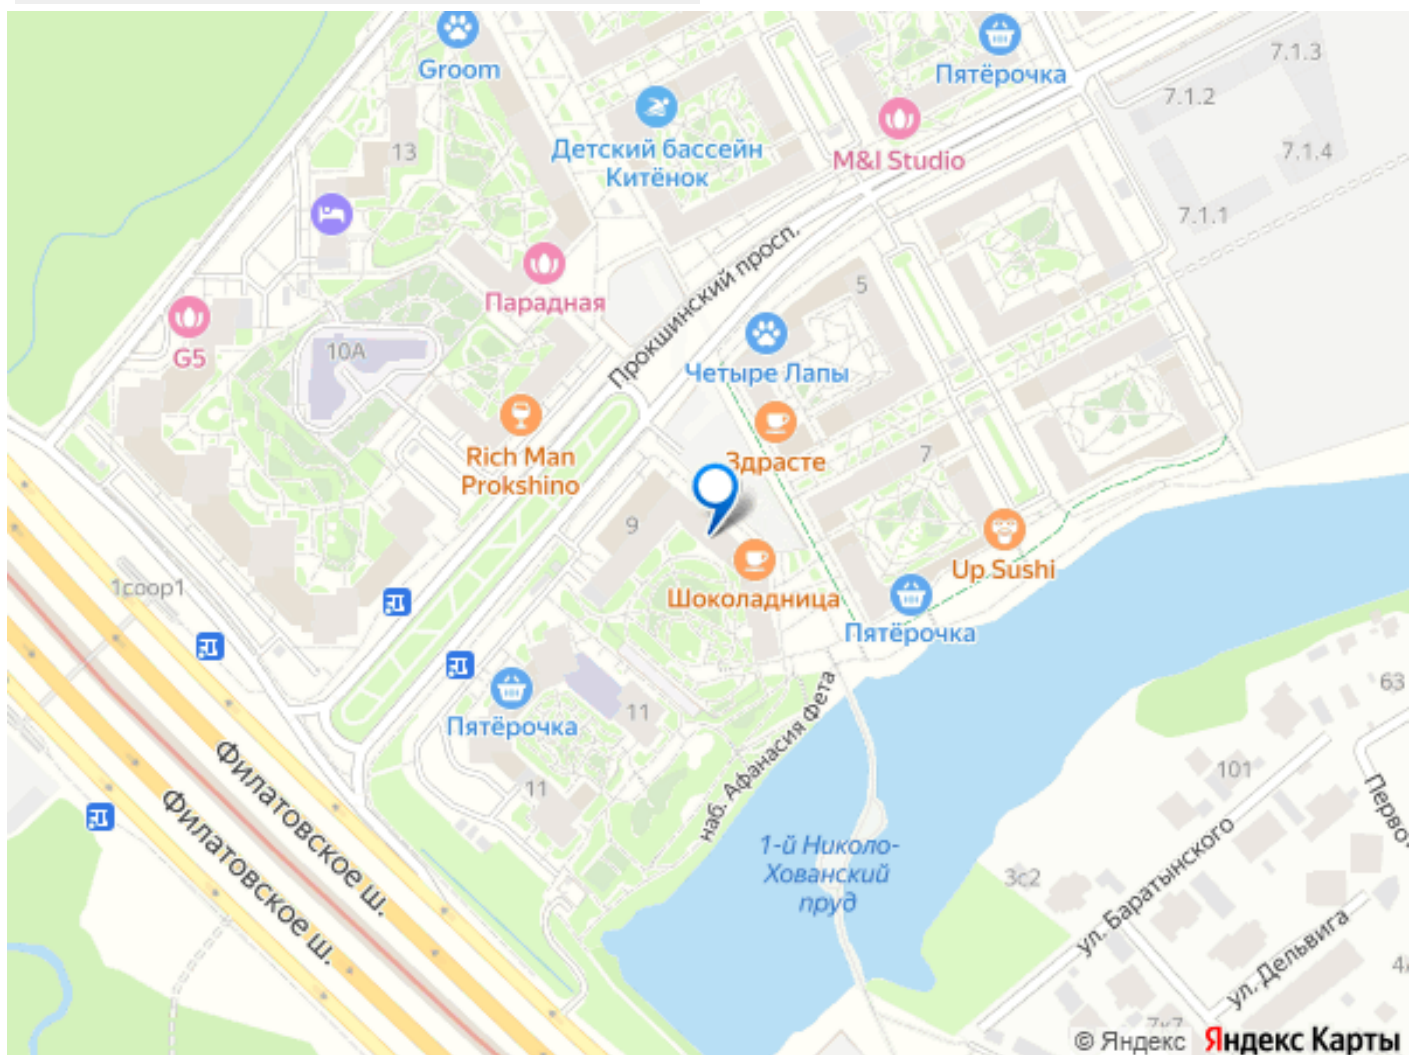 Groom
Пятёрочка
7.1.3
7.1.2
Детский бассейн
Китёнок
13
M&I Studio
7.1.4
7.1.1
Прокшинский просп.
5
Парадная
G5
10А
Четыре Лапы
Rich Man
Prokshino
Здрасте
7
9
Up Sushi
1соор1
Шоколадница
Пятёрочка
Пятёрочка
11
63
наб. Афанасия Фета
11
101
Филатовское ш.
Филатовское ш.
1-й Николо-
Хованский
пруд
3с2
ул. Баратынского
ул. Дельвига
7к7
© Яндекс Яндекс Карты